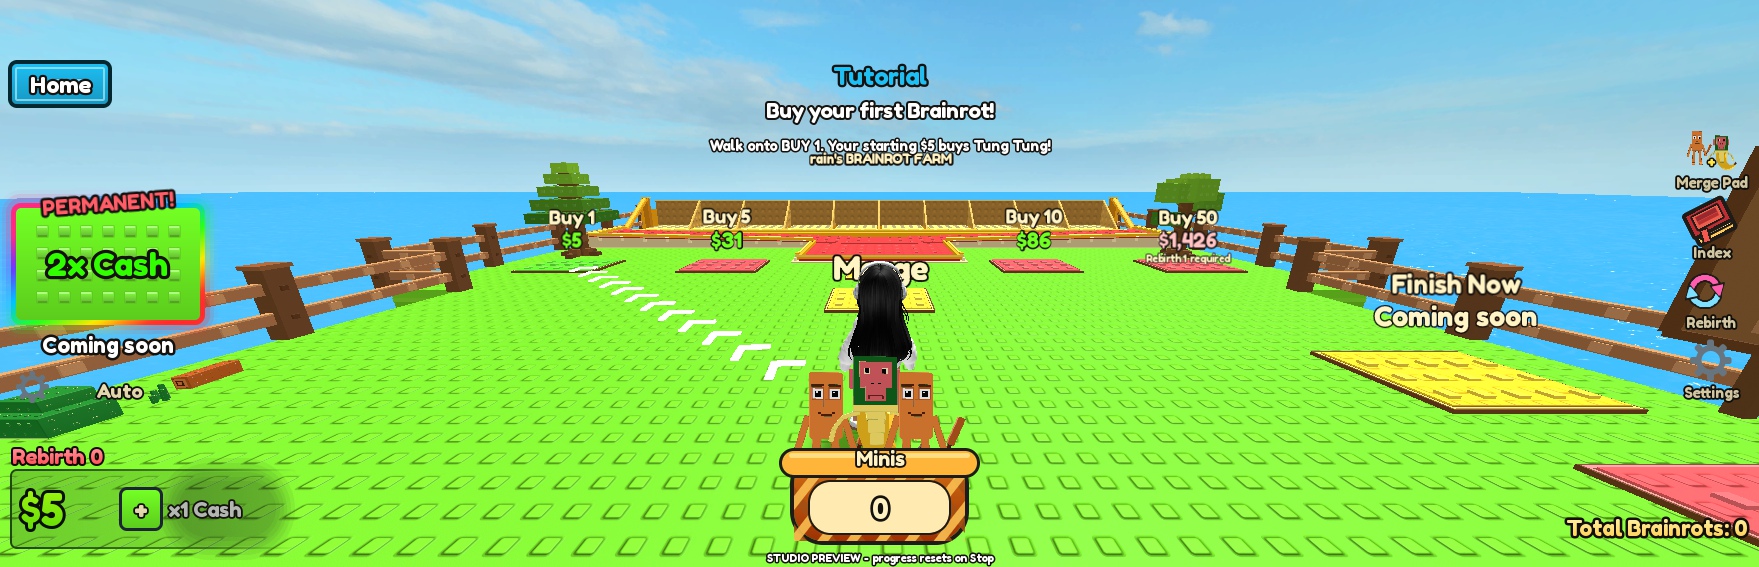 Home
Tutorial
Buy your first Brainrot!
Walk onto BUY 1. Your starting $5 buys Tung Tung!
rain's BRAINROT FARM
PERMANENT!
2x Cash
Coming soon
Auto
Rebirth 0
$5
+ x1 Cash
Buy 1
$5
Buy 5
$31
Merge
Buy 10
$86
Buy 50
$1,426
Rebirth 1 required
Finish Now
Coming soon
Merge Pad
Index
Rebirth
Settings
Minis
0
STUDIO PREVIEW - progress resets on Stop
Total Brainrots: 0